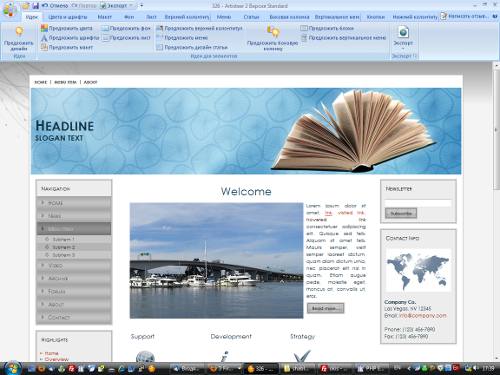 326 - Artisteer 2 Версия Standard
Отмена
Повтор
Экспорт
Идеи
Цвета и шрифты
Макет
Фон
Лист
Верхний колонтитул
Меню
Статьи
Боковая колонка
Вертикальное мен
Кнопки
Нижний колонтитул
Предложить дизайн
Предложить цвета
Предложить шрифты
Предложить макет
Предложить фон
Предложить лист
Предложить верхний колонтитул
Предложить меню
Предложить дизайн статьи
Предложить боковую колонку
Предложить блоки
Предложить вертикальное меню
Экспорт
Идеи
Идеи для элементов
Экспорт
HOME | MENU ITEM | ABOUT
HEADLINE
SLOGAN TEXT
NAVIGATION
HOME
NEWS
SUBITEM 1
SUBITEM 2
SUBITEM 3
VIDEO
ARCHIVE
FORUM
ABOUT
CONTACT
HIGHLIGHTS
Home
Overview
Welcome
Lorem ipsum dolor sit
amet, link, visited link,
hovered link
consectetuer adipiscing
elit. Quisque sed felis.
Aliquam sit amet felis.
Mauris semper, velit
semper laoreet dictum,
quam diam dictum urna,
nec placerat elit nisl in
quam. Etiam augue
pede, molestie eget,
rhoncus at, convallis ut,
eros.
Read more...
Support
Development
Strategy
NEWSLETTER
Subscribe
CONTACT INFO
Company Co.
Las Vegas, NV 12345
Email: info@company.com
Phone: (123) 456-7890
Fax: (123) 456-7890
EN
17:39